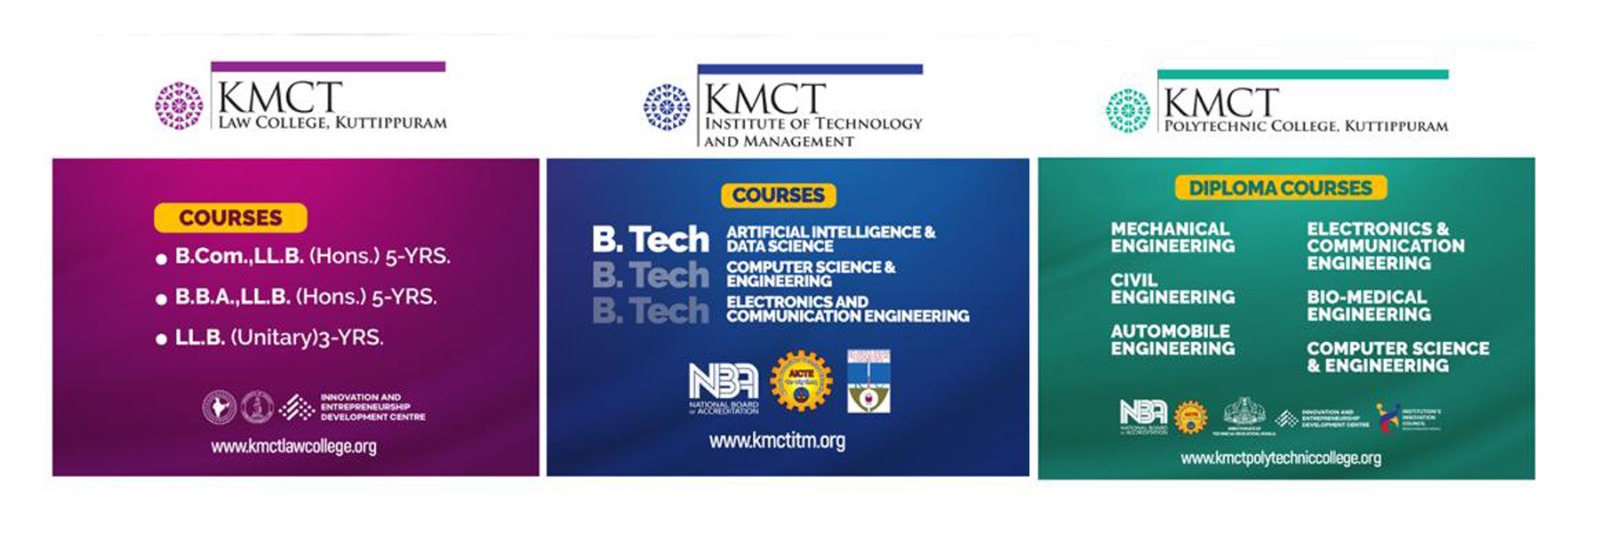 KMCT
LAW COLLEGE, KUTTIPPURAM
COURSES
B.Com.,LL.B. (Hons.) 5-YRS.
B.B.A.,LL.B. (Hons.) 5-YRS.
LL.B. (Unitary)3-YRS.
INNOVATION AND
ENTREPRENEURSHIP
DEVELOPMENT CENTRE
www.kmctlawcollege.org
KMCT
INSTITUTE OF TECHNOLOGY
AND MANAGEMENT
COURSES
B. Tech
ARTIFICIAL INTELLIGENCE &
DATA SCIENCE
B. Tech
COMPUTER SCIENCE &
ENGINEERING
B. Tech
ELECTRONICS AND
COMMUNICATION ENGINEERING
NBA
NATIONAL BOARD
of ACCREDITATION
AICTE
www.kmctitm.org
KMCT
POLYTECHNIC COLLEGE, KUTTIPPURAM
DIPLOMA COURSES
MECHANICAL
ENGINEERING
CIVIL
ENGINEERING
AUTOMOBILE
ENGINEERING
ELECTRONICS &
COMMUNICATION
ENGINEERING
BIO-MEDICAL
ENGINEERING
COMPUTER SCIENCE
& ENGINEERING
NBA
NATIONAL BOARD
of ACCREDITATION
INNOVATION AND
ENTREPRENEURSHIP
DEVELOPMENT CENTRE
INSTITUTION'S
INNOVATION
COUNCIL
www.kmctpolytechniccollege.org